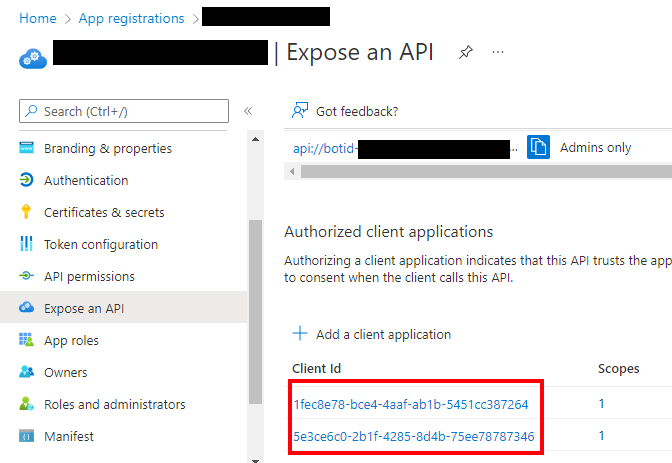 Home > App registrations >
| Expose an API
Search (Ctrl+/)
Branding & properties
Authentication
Certificates & secrets
Token configuration
API permissions
Expose an API
App roles
Owners
Roles and administrators
Manifest
Got feedback?
api://botid- ... Admins only
Authorized client applications
Authorizing a client application indicates that this API trusts the app
to consent when the client calls this API.
Add a client application
Client Id Scopes
1fec8e78-bce4-4aaf-ab1b-5451cc387264 1
5e3ce6c0-2b1f-4285-8d4b-75ee78787346 1